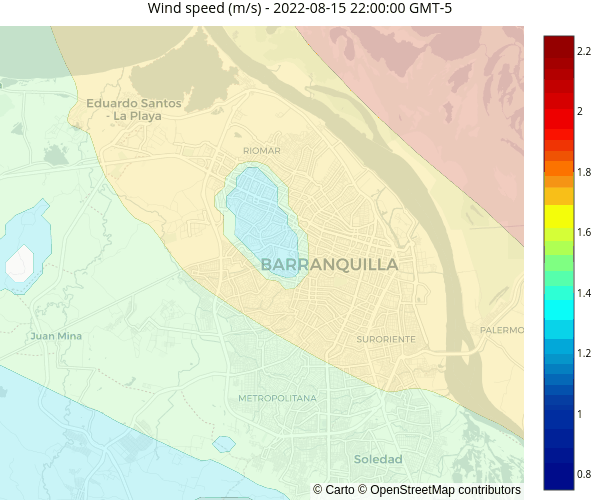 Wind speed (m/s) - 2022-08-15 22:00:00 GMT-5
2.2
Eduardo Santos
- La Playa
2
RIOMAR
1.8
1.6
BARRANQUILLA
1.4
PALERMO
Juan Mina
SURORIENTE
1.2
METROPOLITANA
1
Soledad
0.8
© Carto © OpenStreetMap contributors